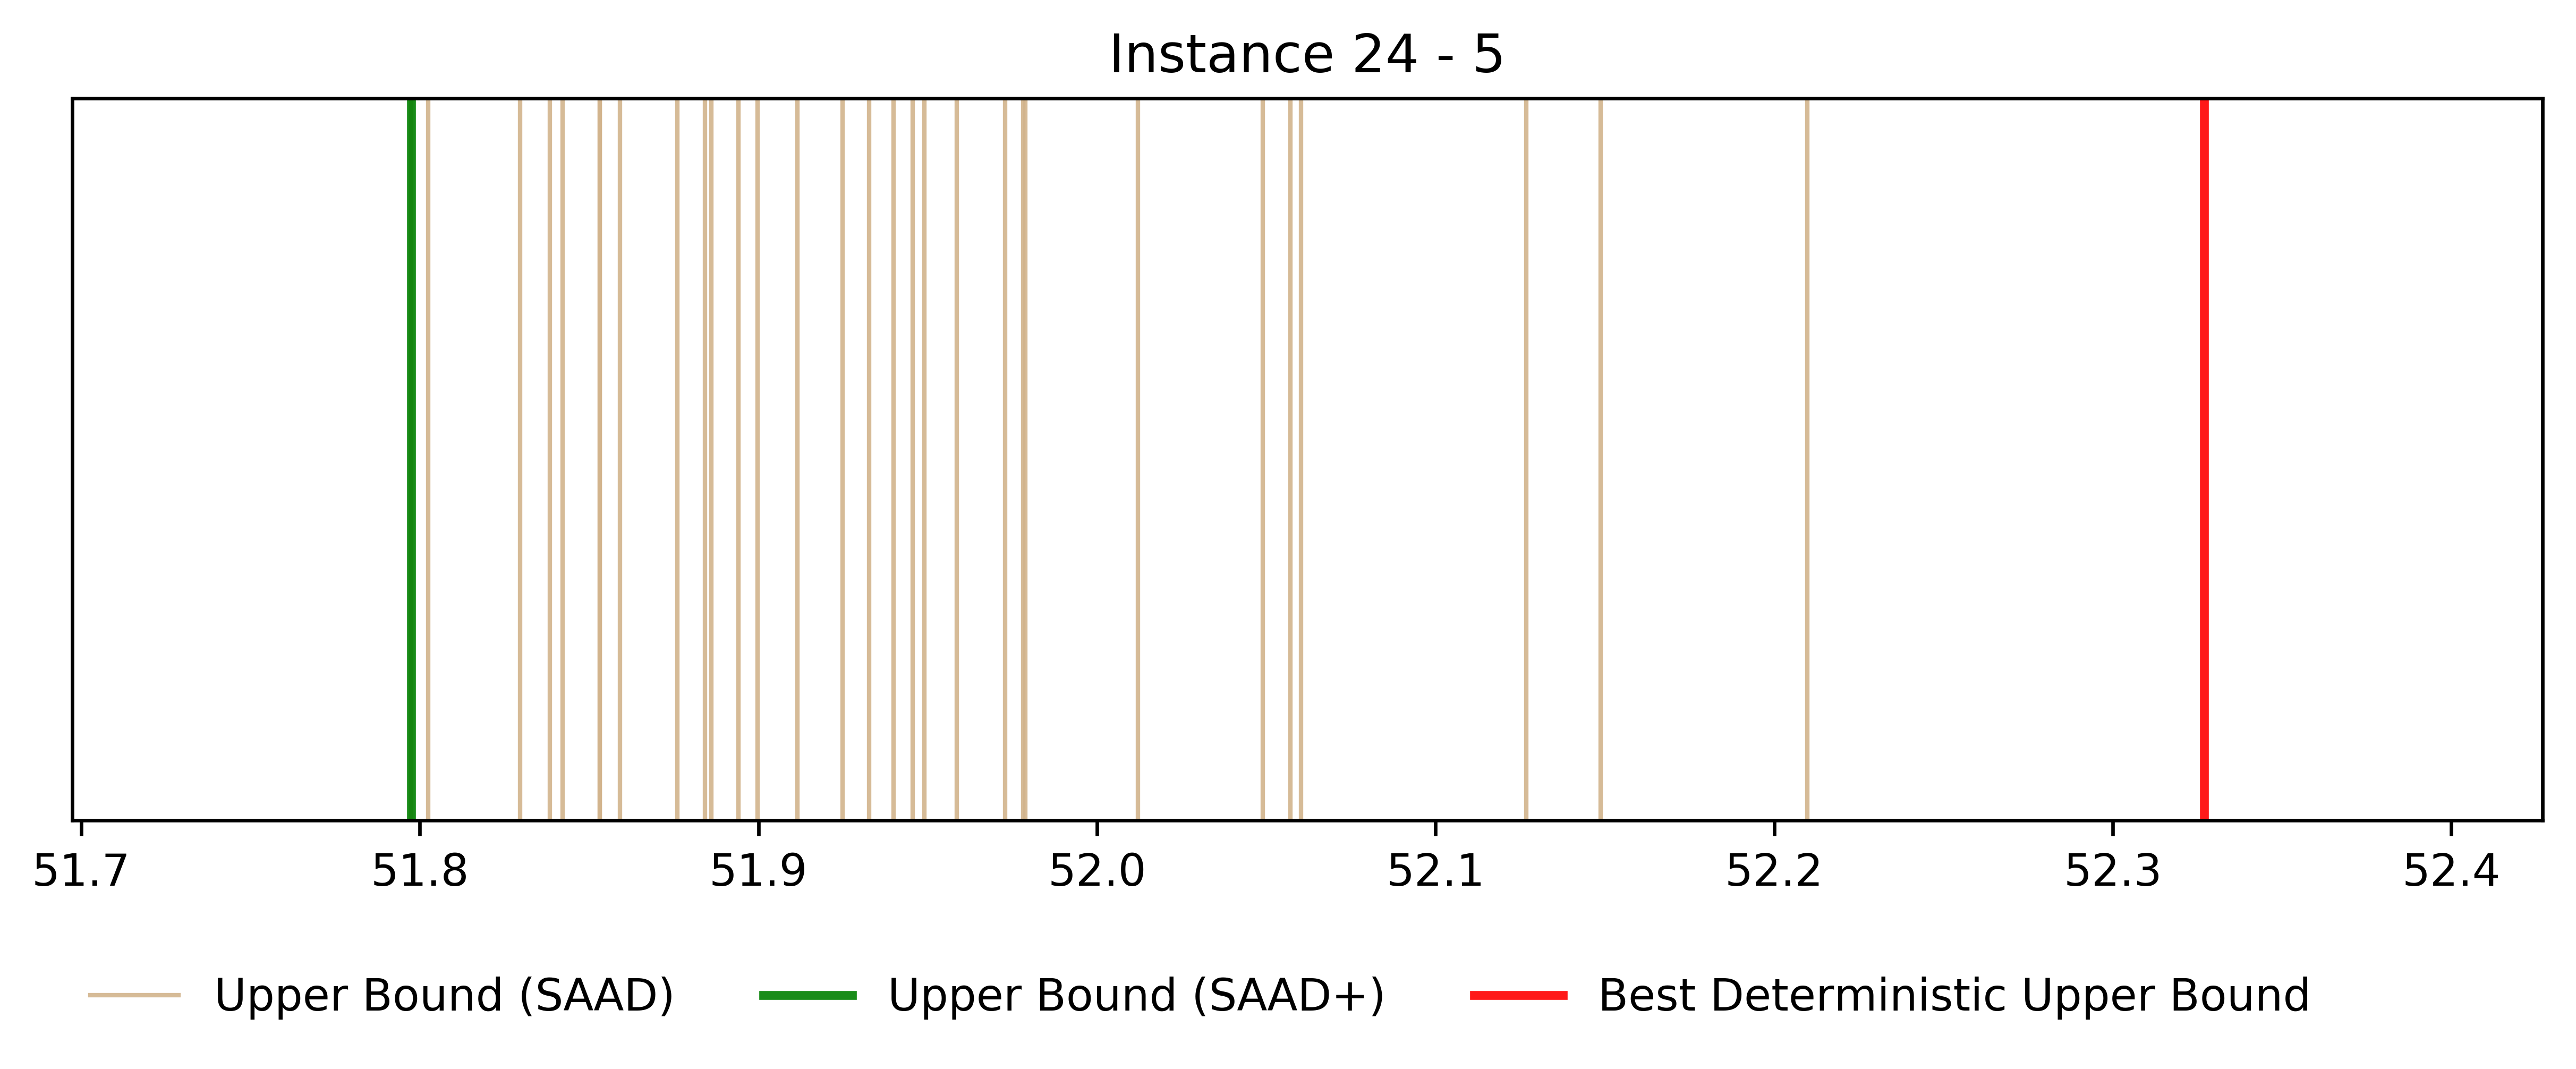 Instance 24 - 5
51.7 51.8 51.9 52.0 52.1 52.2 52.3 52.4
Upper Bound (SAAD) Upper Bound (SAAD+) Best Deterministic Upper Bound